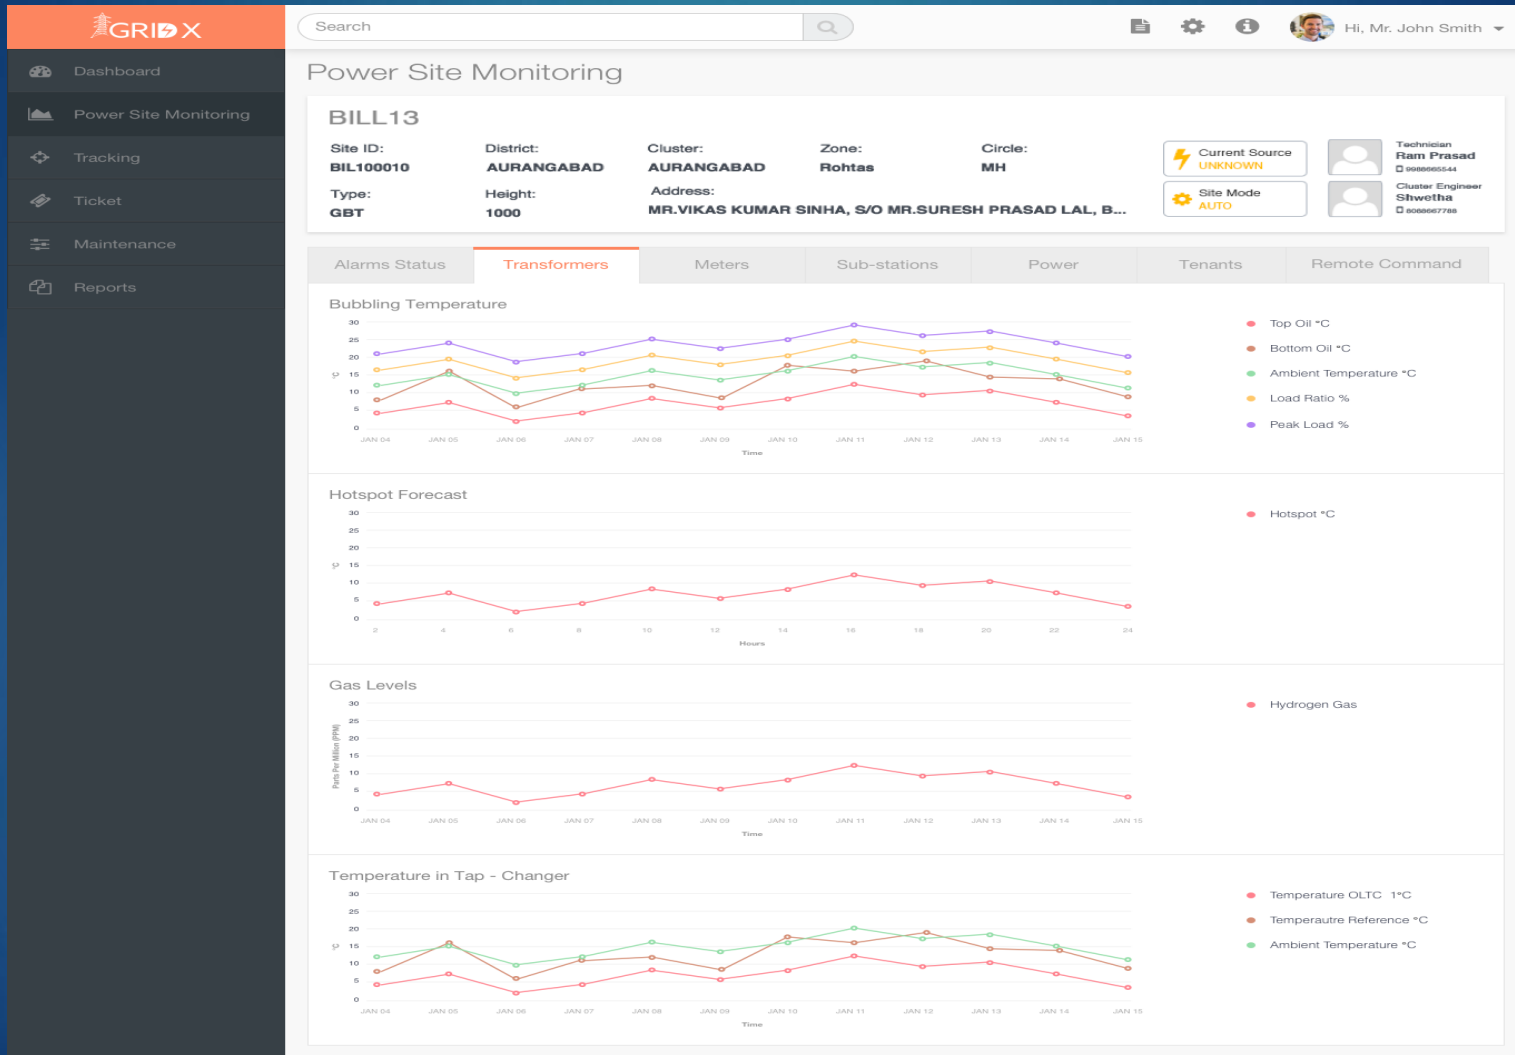 GRID X
Search
Hi, Mr. John Smith
Dashboard
Power Site Monitoring
Tracking
Ticket
Maintenance
Reports
Power Site Monitoring
BILL13
Site ID: District: Cluster: Zone: Circle:
BIL100010 AURANGABAD AURANGABAD Rohtas MH
Type: Height: Address:
GBT 1000 MR.VIKAS KUMAR SINHA, S/O MR.SURESH PRASAD LAL, B...
Current Source
UNKNOWN
Site Mode
AUTO
Technician
Ram Prasad
9986665544
Cluster Engineer
Shwetha
8088667788
Alarms Status Transformers Meters Sub-stations Power Tenants Remote Command
Bubbling Temperature
30
25
20
15
10
5
0
°C
JAN 04 JAN 05 JAN 06 JAN 07 JAN 08 JAN 09 JAN 10 JAN 11 JAN 12 JAN 13 JAN 14 JAN 15
Time
Top Oil °C
Bottom Oil °C
Ambient Temperature °C
Load Ratio %
Peak Load %
Hotspot Forecast
30
25
20
15
10
5
0
°C
2 4 6 8 10 12 14 16 18 20 22 24
Hours
Hotspot °C
Gas Levels
30
25
20
15
10
5
0
Parts Per Million (PPM)
JAN 04 JAN 05 JAN 06 JAN 07 JAN 08 JAN 09 JAN 10 JAN 11 JAN 12 JAN 13 JAN 14 JAN 15
Time
Hydrogen Gas
Temperature in Tap - Changer
30
25
20
15
10
5
0
°C
JAN 04 JAN 05 JAN 06 JAN 07 JAN 08 JAN 09 JAN 10 JAN 11 JAN 12 JAN 13 JAN 14 JAN 15
Time
Temperature OLTC 1°C
Temperautre Reference °C
Ambient Temperature °C